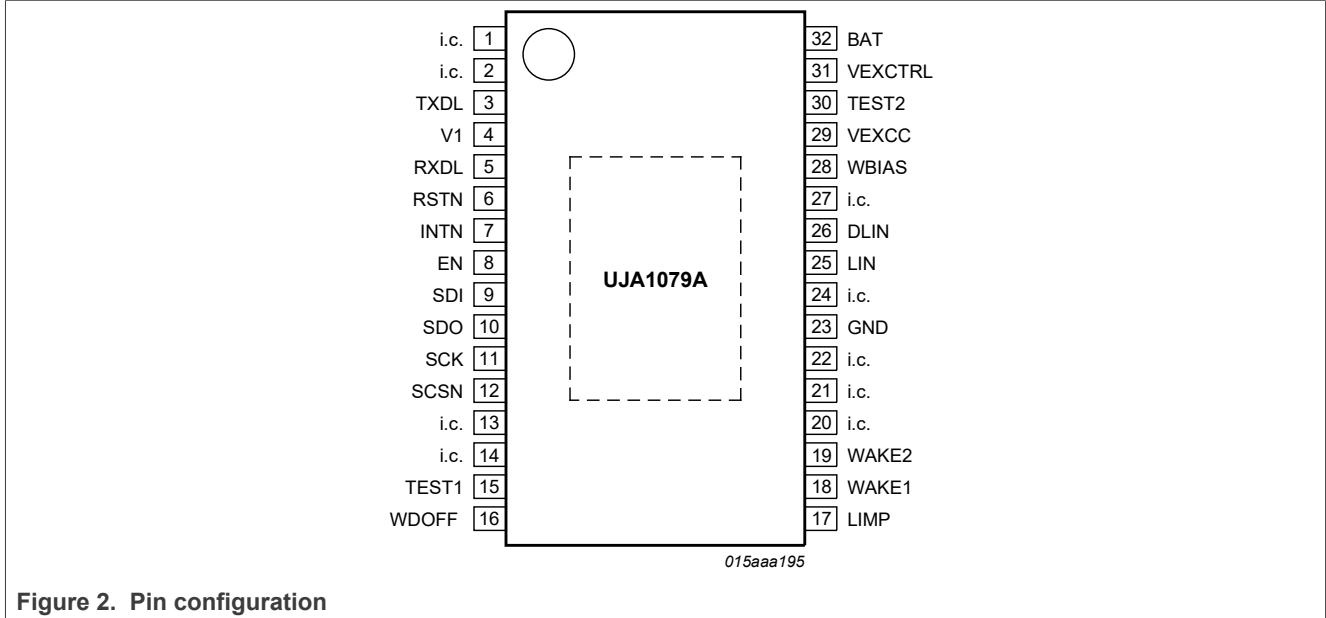 i.c. 1
i.c. 2
TXDL 3
V1 4
RXDL 5
RSTN 6
INTN 7
EN 8
SDI 9
SDO 10
SCK 11
SCSN 12
i.c. 13
i.c. 14
TEST1 15
WDOFF 16
UJA1079A
32 BAT
31 VEXCTRL
30 TEST2
29 VEXCC
28 WBIAS
27 i.c.
26 DLIN
25 LIN
24 i.c.
23 GND
22 i.c.
21 i.c.
20 i.c.
19 WAKE2
18 WAKE1
17 LIMP
015aaa195
Figure 2. Pin configuration